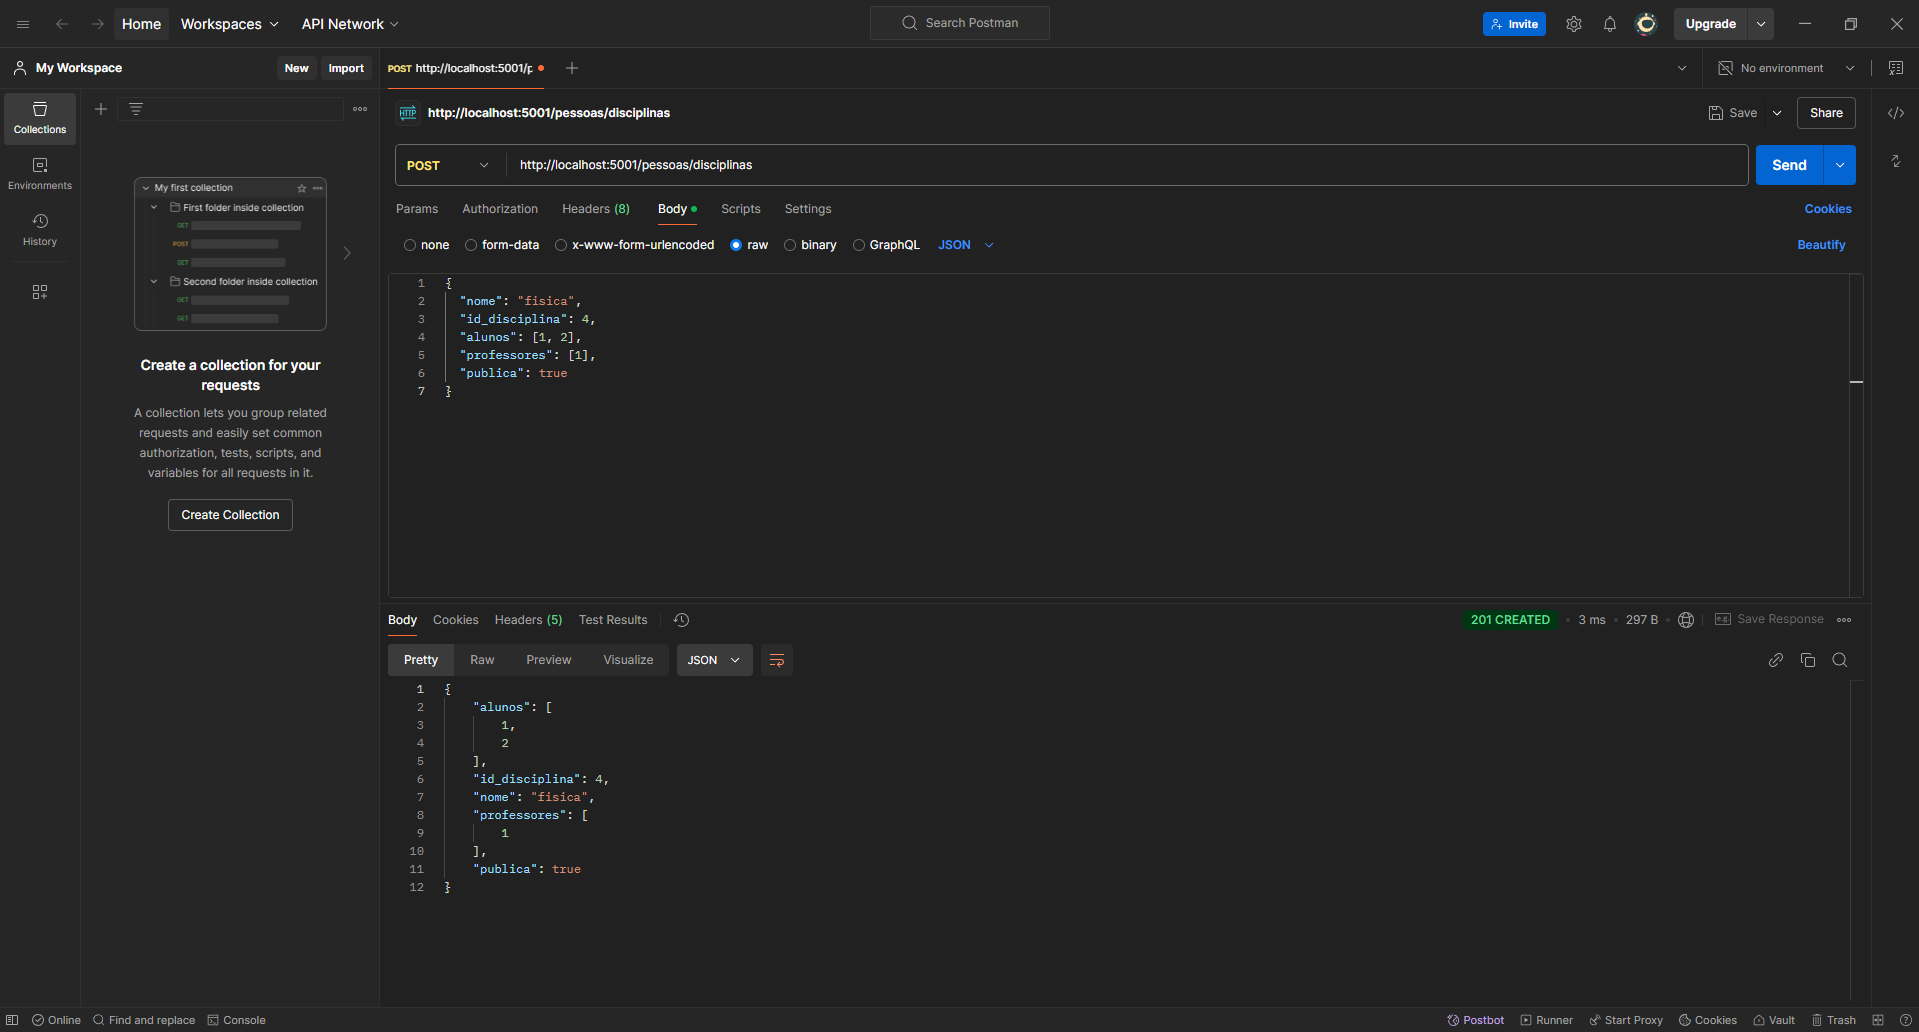 Home
Workspaces
API Network
Search Postman
Invite
Upgrade
My Workspace
New
Import
POST http://localhost:5001/p
No environment
Collections
Environments
History
My first collection
First folder inside collection
GET
POST
GET
Second folder inside collection
GET
GET
Create a collection for your
requests
A collection lets you group related
requests and easily set common
authorization, tests, scripts, and
variables for all requests in it.
Create Collection
HTTP http://localhost:5001/pessoas/disciplinas
Save
Share
POST http://localhost:5001/pessoas/disciplinas
Send
Params Authorization Headers (8) Body Scripts Settings
Cookies
none form-data x-www-form-urlencoded raw binary GraphQL JSON
Beautify
1 {
2 "nome": "fisica",
3 "id_disciplina": 4,
4 "alunos": [1, 2],
5 "professores": [1],
6 "publica": true
7 }
Body Cookies Headers (5) Test Results
201 CREATED 3 ms 297 B
e.g. Save Response
Pretty Raw Preview Visualize JSON
1 {
2 "alunos": [
3 1,
4 2
5 ],
6 "id_disciplina": 4,
7 "nome": "fisica",
8 "professores": [
9 1
10 ],
11 "publica": true
12 }
Online Find and replace Console
Postbot Runner Start Proxy Cookies Vault Trash